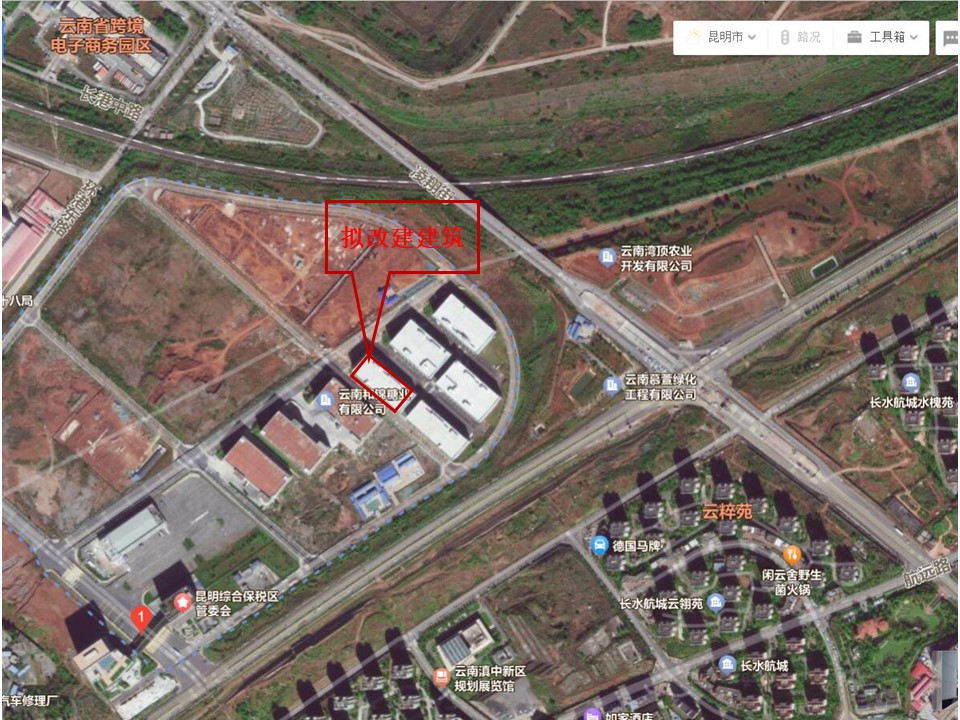 云南省跨境
电子商务园区
昆明市
路况
工具箱
长港中路
拟改建建筑
云南湾顶农业
开发有限公司
十八局
云南慕萱绿化
工程有限公司
云南和锦糖业
有限公司
长水航城水槐苑
云粹苑
德国马牌
闲云舍野生
菌火锅
航远路
昆明综合保税区
管委会
1
长水航城云翎苑
长水航城
云南滇中新区
规划展览馆
汽车修理厂
如家酒店